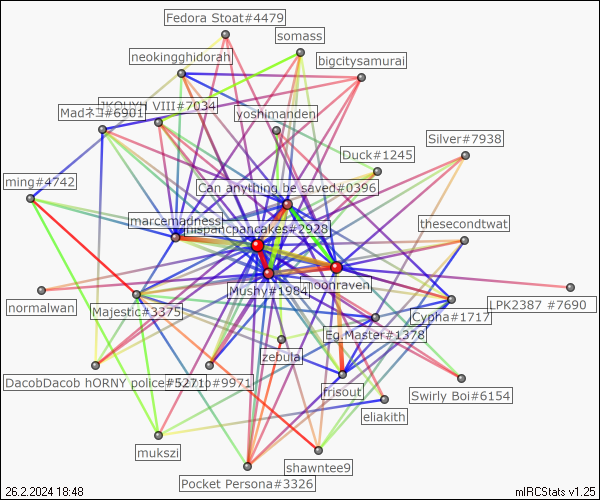 Fedora Stoat#4479
somass
neokingghidorah
bigcitysamurai
VIII#7034
Madネコ#6901
yoshimanden
Silver#7938
Duck#1245
ming#4742
Can anything be saved#0396
marcemadness
mispancpancakes#2928
thesecondtwat
Mushy#1984
moonraven
normalwan
Majestic#3375
LPK2387 #7690
Cypha#1717
Eg.Master#1378
zebula
DacobDacob hORNY police#5271
#9971
frisout
Swirly Boi#6154
eliakith
mukszi
shawntee9
Pocket Persona#3326
26.2.2024 18:48
mIRCStats v1.25